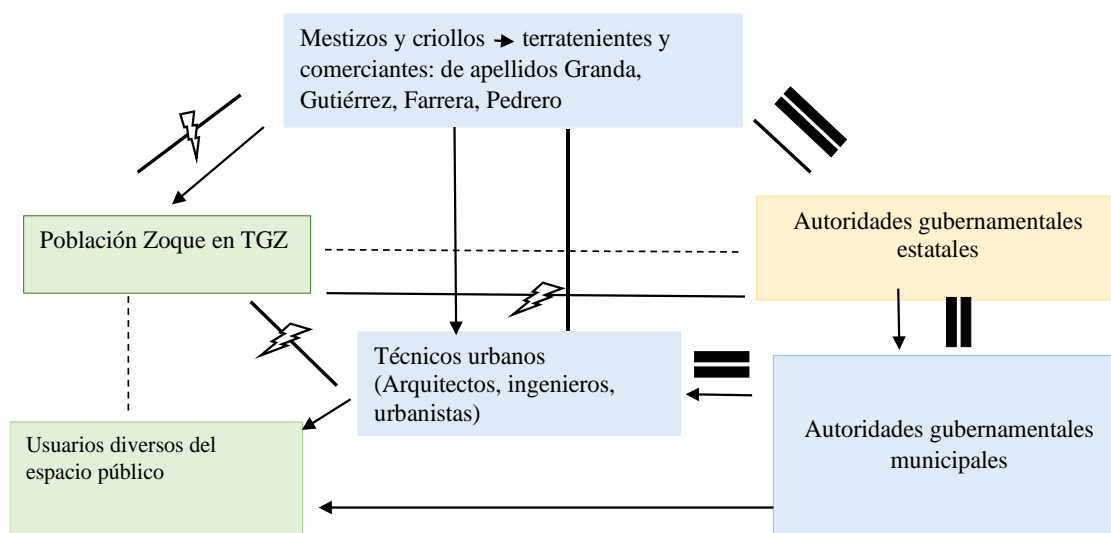 Mestizos y criollos → terratenientes y
comerciantes: de apellidos Granda,
Gutiérrez, Farrera, Pedrero
Población Zoque en TGZ
Autoridades gubernamentales
estatales
Técnicos urbanos
(Arquitectos, ingenieros,
urbanistas)
Usuarios diversos del
espacio público
Autoridades gubernamentales
municipales